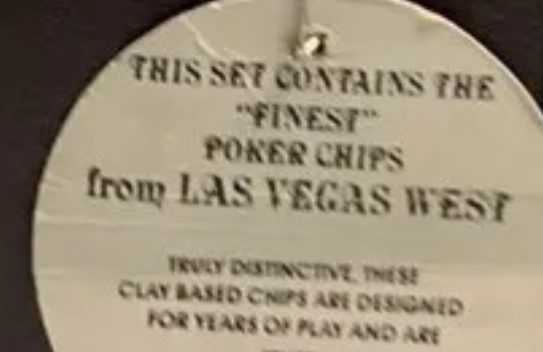 THIS SET CONTAINS THE
"FINEST"
POKER CHIPS
from LAS VEGAS WEST
TRULY DISTINCTIVE, THESE
CLAY BASED CHIPS ARE DESIGNED
FOR YEARS OF PLAY AND ARE